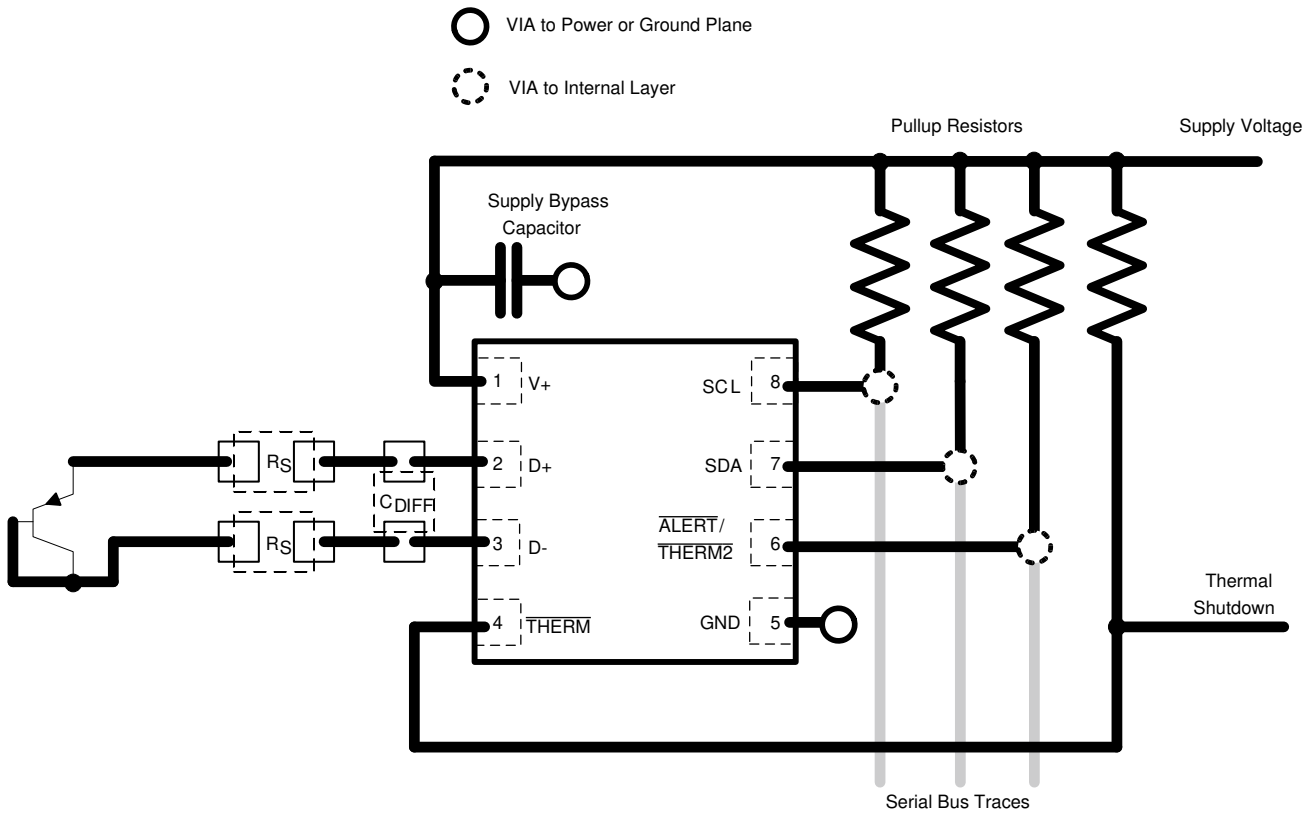 VIA to Power or Ground Plane
VIA to Internal Layer
Pullup Resistors
Supply Voltage
Supply Bypass
Capacitor
1 V+
SCL 8
RS
2 D+
SDA 7
CDIFF
ALERT/
THERM2 6
RS
3 D-
Thermal
Shutdown
4 THERM
GND 5
Serial Bus Traces